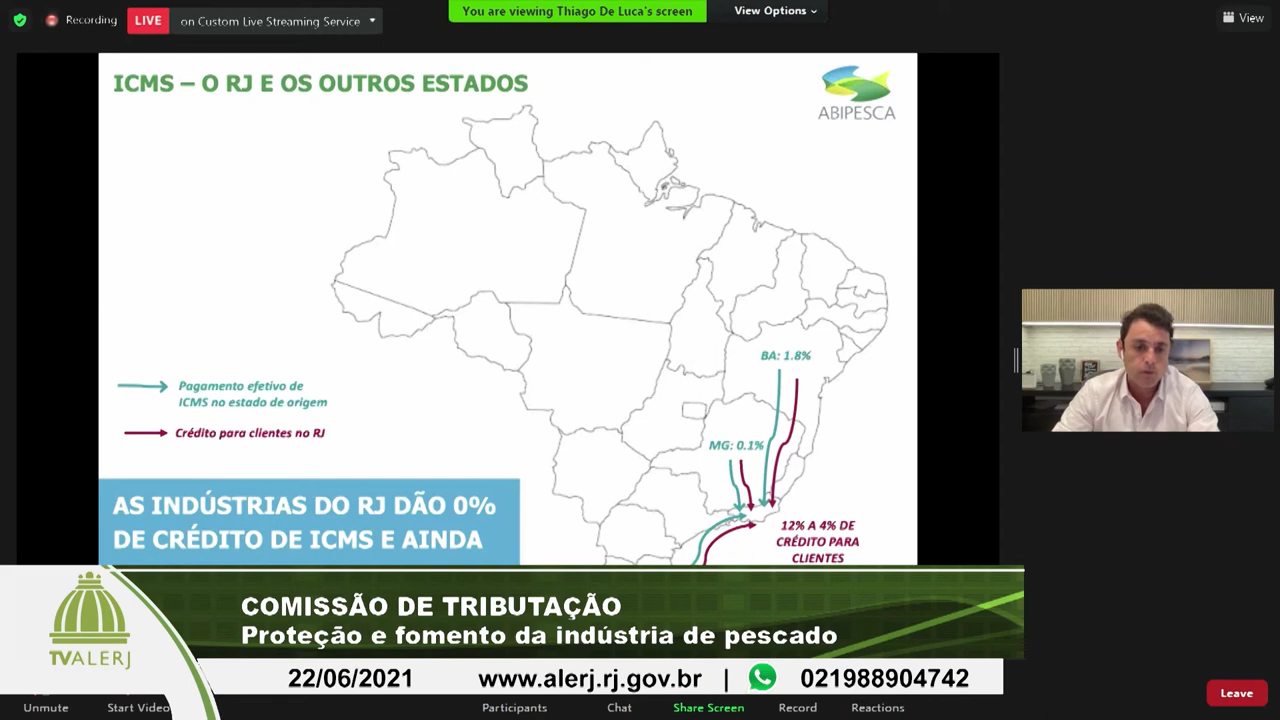 Recording
LIVE
on Custom Live Streaming Service
You are viewing Thiago De Luca's screen
View Options
View
ICMS – O RJ E OS OUTROS ESTADOS
ABIPESCA
BA: 1.8%
Pagamento efetivo de
ICMS no estado de origem
Crédito para clientes no RJ
MG: 0.1%
AS INDÚSTRIAS DO RJ DÃO 0%
DE CRÉDITO DE ICMS E AINDA
12% A 4% DE
CRÉDITO PARA
CLIENTES
COMISSÃO DE TRIBUTAÇÃO
Proteção e fomento da indústria de pescado
TVALERJ
22/06/2021 www.alerj.rj.gov.br | 021988904742
Unmute
Start Video
Participants
Chat
Share Screen
Record
Reactions
Leave